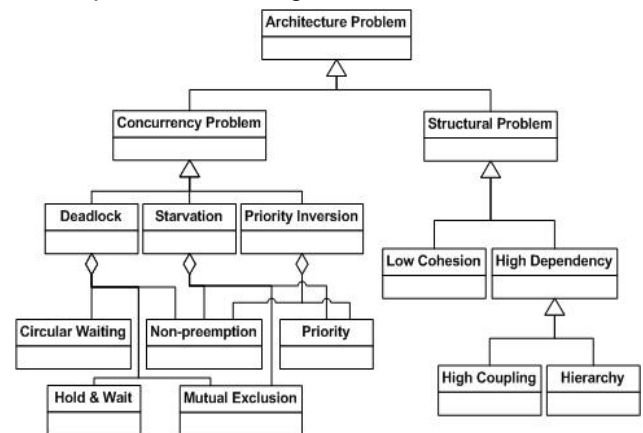 Architecture Problem
Concurrency Problem
Structural Problem
Deadlock
Starvation
Priority Inversion
Low Cohesion
High Dependency
Circular Waiting
Non-preemption
Priority
High Coupling
Hierarchy
Hold & Wait
Mutual Exclusion